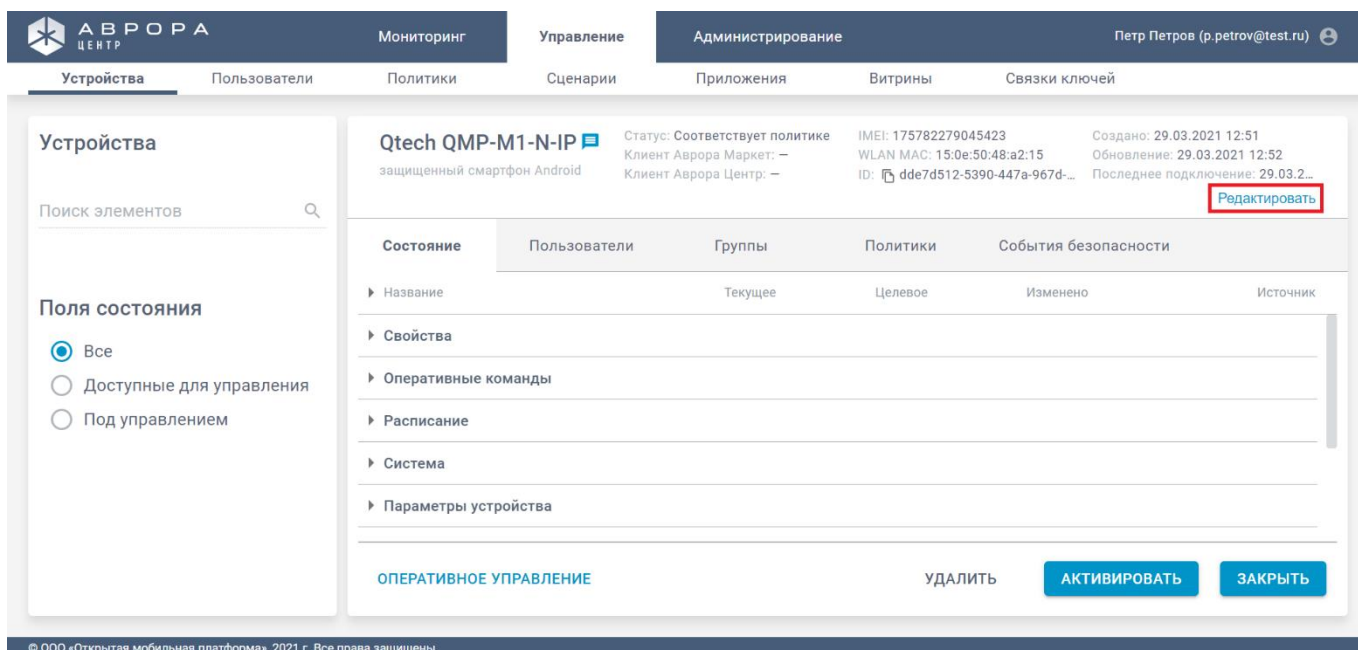 АВРОРА
ЦЕНТР
Мониторинг Управление Администрирование Петр Петров (p.petrov@test.ru)
Устройства Пользователи Политики Сценарии Приложения Витрины Связки ключей
Устройства
Поиск элементов
Поля состояния
Все
Доступные для управления
Под управлением
Qtech QMP-M1-N-IP
защищенный смартфон Android
Статус: Соответствует политике
Клиент Аврора Маркет: —
Клиент Аврора Центр: —
IMEI: 175782279045423
WLAN MAC: 15:0e:50:48:a2:15
ID: dde7d512-5390-447a-967d-...
Создано: 29.03.2021 12:51
Обновление: 29.03.2021 12:52
Последнее подключение: 29.03.2...
Редактировать
Состояние Пользователи Группы Политики События безопасности
Название Текущее Целевое Изменено Источник
Свойства
Оперативные команды
Расписание
Система
Параметры устройства
ОПЕРАТИВНОЕ УПРАВЛЕНИЕ УДАЛИТЬ АКТИВИРОВАТЬ ЗАКРЫТЬ
© ООО «Открытая мобильная платформа», 2021 г. Все права защищены